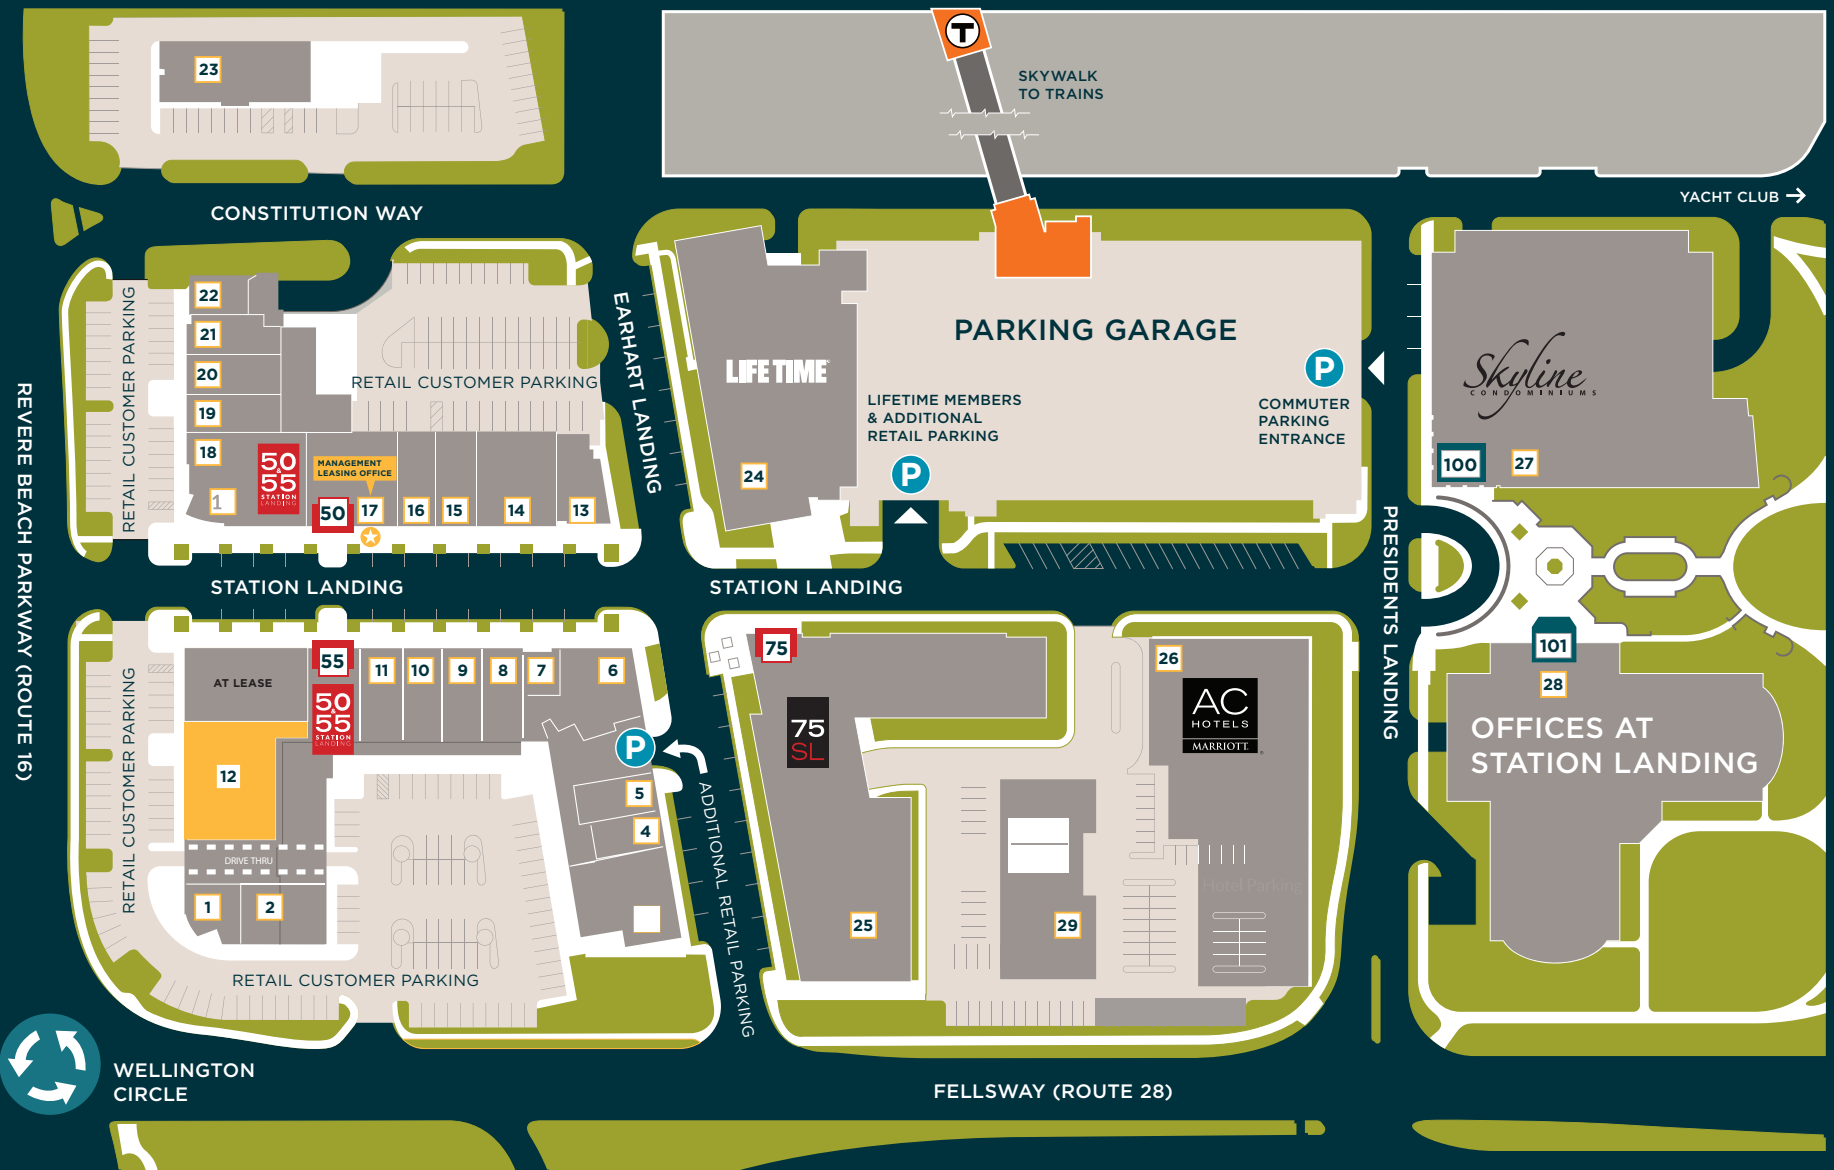 T
SKYWALK
TO TRAINS
23
YACHT CLUB
CONSTITUTION WAY
22
21
20
19
18
1
RETAIL CUSTOMER PARKING
RETAIL CUSTOMER PARKING
50
&
55
STATION
LANDING
MANAGEMENT
LEASING OFFICE
50
17
16
15
14
13
EARHART LANDING
LIFE TIME
24
PARKING GARAGE
LIFETIME MEMBERS
& ADDITIONAL
RETAIL PARKING
P
P
COMMUTER
PARKING
ENTRANCE
Skyline
CONDOMINIUMS
100
27
REVERE BEACH PARKWAY (ROUTE 16)
STATION LANDING
STATION LANDING
PRESIDENTS LANDING
RETAIL CUSTOMER PARKING
AT LEASE
55
50
&
55
STATION
LANDING
11
10
9
8
7
6
P
5
4
12
DRIVE THRU
1
2
RETAIL CUSTOMER PARKING
ADDITIONAL RETAIL PARKING
75
75
SL
25
29
26
AC
HOTELS
MARRIOTT
Hotel Parking
101
28
OFFICES AT
STATION LANDING
WELLINGTON
CIRCLE
FELLSWAY (ROUTE 28)